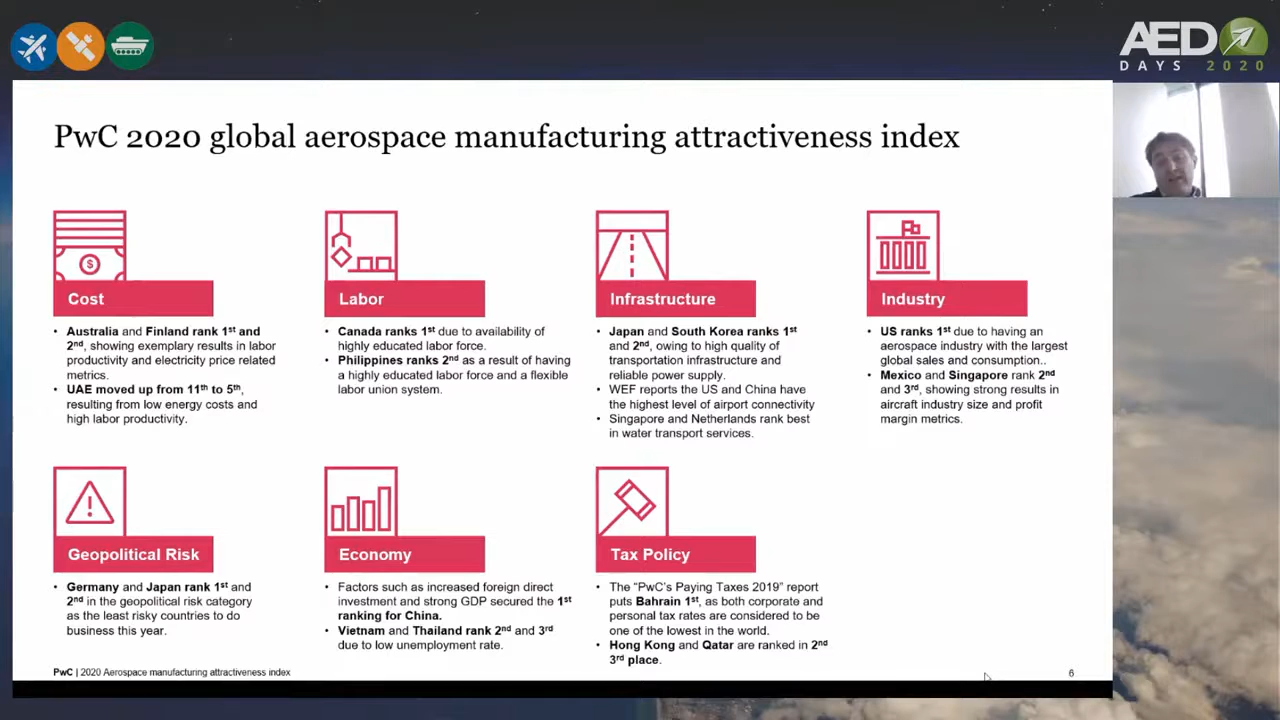 AED
DAYS 2020
PwC 2020 global aerospace manufacturing attractiveness index
$
Cost
• Australia and Finland rank 1st and
2nd, showing exemplary results in labor
productivity and electricity price related
metrics.
• UAE moved up from 11th to 5th,
resulting from low energy costs and
high labor productivity.
Labor
• Canada ranks 1st due to availability of
highly educated labor force.
• Philippines ranks 2nd as a result of having
a highly educated labor force and a flexible
labor union system.
Infrastructure
• Japan and South Korea ranks 1st
and 2nd, owing to high quality of
transportation infrastructure and
reliable power supply.
• WEF reports the US and China have
the highest level of airport connectivity
• Singapore and Netherlands rank best
in water transport services.
Industry
• US ranks 1st due to having an
aerospace industry with the largest
global sales and consumption..
• Mexico and Singapore rank 2nd
and 3rd, showing strong results in
aircraft industry size and profit
margin metrics.
!
Geopolitical Risk
• Germany and Japan rank 1st and
2nd in the geopolitical risk category
as the least risky countries to do
business this year.
Economy
• Factors such as increased foreign direct
investment and strong GDP secured the 1st
ranking for China.
• Vietnam and Thailand rank 2nd and 3rd
due to low unemployment rate.
Tax Policy
• The “PwC’s Paying Taxes 2019” report
puts Bahrain 1st, as both corporate and
personal tax rates are considered to be
one of the lowest in the world.
• Hong Kong and Qatar are ranked in 2nd
3rd place.
PwC | 2020 Aerospace manufacturing attractiveness index
6